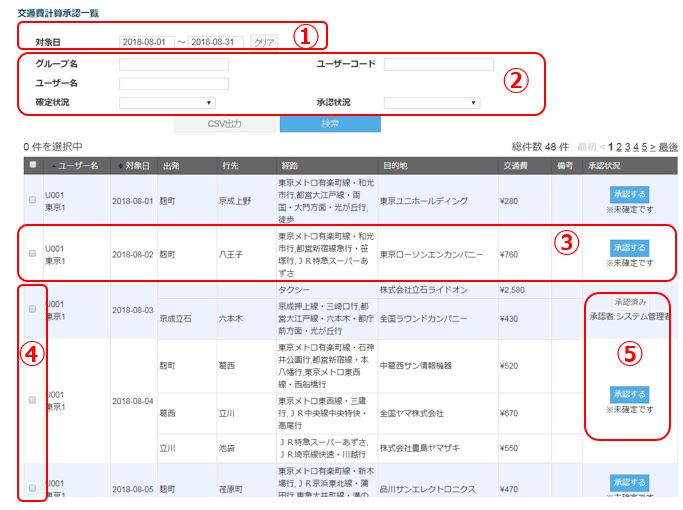 交通費計算承認一覧
対象日 2018-08-01 ～ 2018-08-31 クリア ①
グループ名 ユーザーコード
②
ユーザー名
確定状況 承認状況
CSV出力 検索
0 件を選択中 総件数 48 件 最初 < 1 2 3 4 5 > 最後
ユーザー名 対象日 出発 行先 経路 目的地 交通費 備考 承認状況
U001
東京1
2018-08-01 麹町 京成上野
東京メトロ有楽町線・和光
市行,都営大江戸線・両
国・大門方面・光が丘行,
徒歩
東京ユニホールディング ¥280
承認する
※未確定です
U001
東京1
2018-08-02 麹町 八王子
東京メトロ有楽町線・和光
市行,都営新宿線急行・笹
塚行,ＪＲ特急スーパーあ
ずさ
東京ローソンエンカンパニー ¥760
③
承認する
※未確定です
U001
東京1
2018-08-03
タクシー 株式会社立石ライドオン ¥2,580
京成立石 六本木
京成押上線・三崎口行,都
営大江戸線・六本木・都庁
前方面・光が丘行
全国ラウンドカンパニー ¥430
承認済み
承認者:システム管理者
④
⑤
U001
東京1
2018-08-04
麹町 葛西
東京メトロ有楽町線・石神
井公園行,都営新宿線・本
八幡行,東京メトロ東西
線・西船橋行
中葛西サン情報機器 ¥520
葛西 立川
東京メトロ東西線・三鷹
行,ＪＲ中央線中央特快・
高尾行
全国ヤマ株式会社 ¥670
承認する
※未確定です
立川 池袋
ＪＲ特急スーパーあずさ,
ＪＲ埼京線快速・川越行
株式会社豊島ヤマザキ ¥550
U001
東京1
2018-08-05 麹町 荏原町
東京メトロ有楽町線・新木
場行,ＪＲ京浜東北線・蒲
田行,東急大井町線・溝の
品川サンエレクトロニクス ¥470
承認する
※未確定です